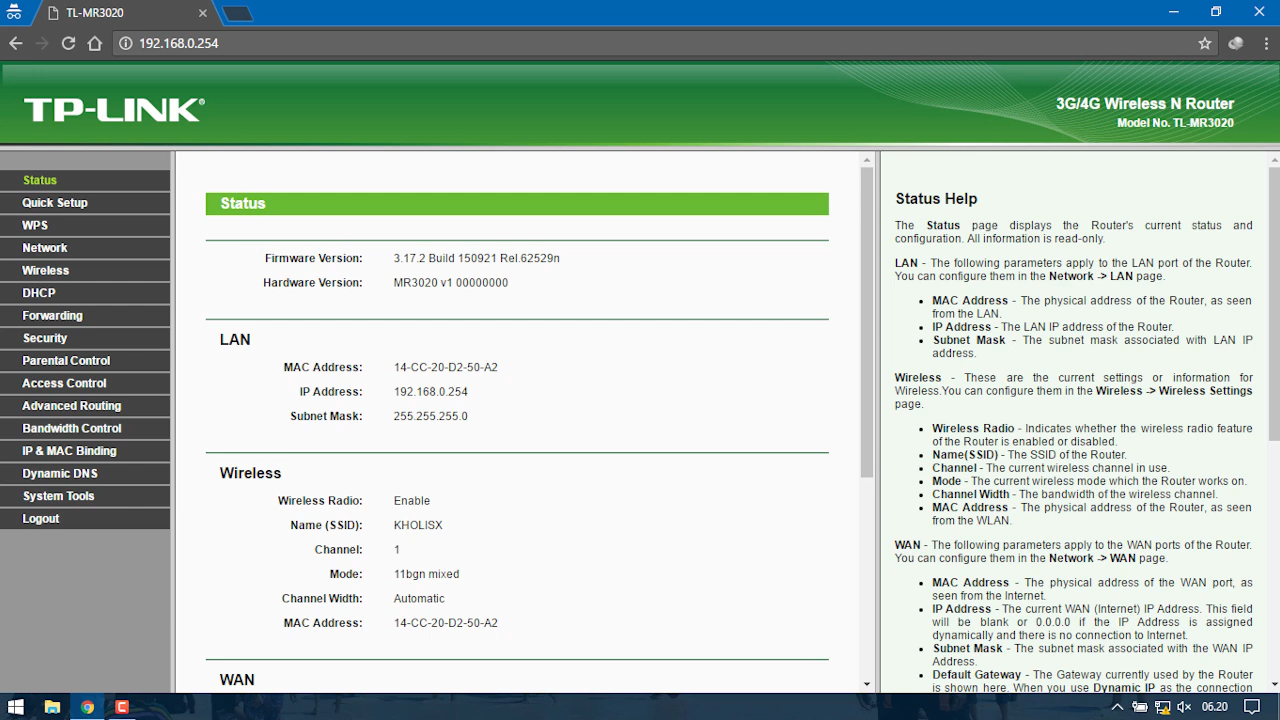 TL-MR3020
192.168.0.254
TP-LINK®
3G/4G Wireless N Router
Model No. TL-MR3020
Status
Quick Setup
WPS
Network
Wireless
DHCP
Forwarding
Security
Parental Control
Access Control
Advanced Routing
Bandwidth Control
IP & MAC Binding
Dynamic DNS
System Tools
Logout
Status
Firmware Version: 3.17.2 Build 150921 Rel.62529n
Hardware Version: MR3020 v1 00000000
LAN
MAC Address: 14-CC-20-D2-50-A2
IP Address: 192.168.0.254
Subnet Mask: 255.255.255.0
Wireless
Wireless Radio: Enable
Name (SSID): KHOLISX
Channel: 1
Mode: 11bgn mixed
Channel Width: Automatic
MAC Address: 14-CC-20-D2-50-A2
WAN
Status Help
The Status page displays the Router's current status and
configuration. All information is read-only.
LAN - The following parameters apply to the LAN port of the Router.
You can configure them in the Network -> LAN page.
MAC Address - The physical address of the Router, as seen
from the LAN.
IP Address - The LAN IP address of the Router.
Subnet Mask - The subnet mask associated with LAN IP
address.
Wireless - These are the current settings or information for
Wireless.You can configure them in the Wireless -> Wireless Settings
page.
Wireless Radio - Indicates whether the wireless radio feature
of the Router is enabled or disabled.
Name(SSID) - The SSID of the Router.
Channel - The current wireless channel in use.
Mode - The current wireless mode which the Router works on.
Channel Width - The bandwidth of the wireless channel.
MAC Address - The physical address of the Router, as seen
from the WLAN.
WAN - The following parameters apply to the WAN ports of the Router.
You can configure them in the Network -> WAN page.
MAC Address - The physical address of the WAN port, as
seen from the Internet.
IP Address - The current WAN (Internet) IP Address. This field
will be blank or 0.0.0.0 if the IP Address is assigned
dynamically and there is no connection to Internet.
Subnet Mask - The subnet mask associated with the WAN IP
Address.
Default Gateway - The Gateway currently used by the Router
is shown here. When you use Dynamic IP as the connection
06.20